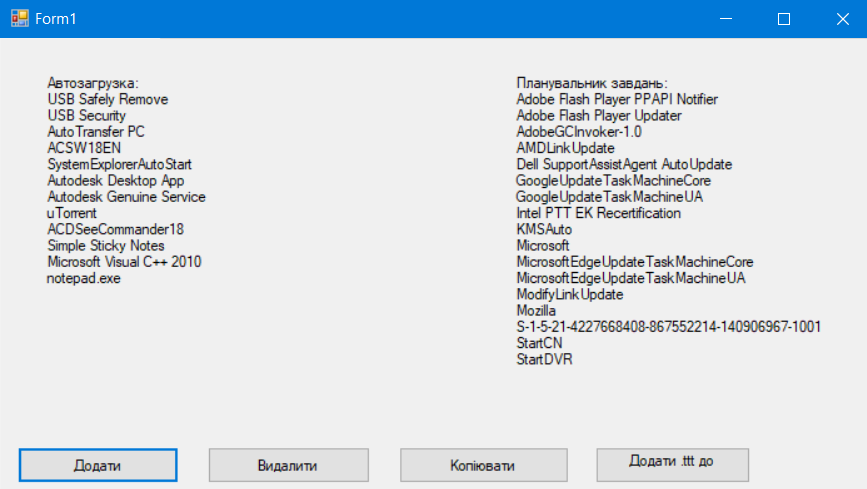 Form1
Автозагрузка:
USB Safely Remove
USB Security
AutoTransfer PC
ACSW18EN
SystemExplorerAutoStart
Autodesk Desktop App
Autodesk Genuine Service
uTorrent
ACDSeeCommander18
Simple Sticky Notes
Microsoft Visual C++ 2010
notepad.exe
Планувальник завдань:
Adobe Flash Player PPAPI Notifier
Adobe Flash Player Updater
AdobeGCInvoker-1.0
AMDLinkUpdate
Dell SupportAssistAgent AutoUpdate
GoogleUpdateTaskMachineCore
GoogleUpdateTaskMachineUA
Intel PTT EK Recertification
KMSAuto
Microsoft
MicrosoftEdgeUpdateTaskMachineCore
MicrosoftEdgeUpdateTaskMachineUA
ModifyLinkUpdate
Mozilla
S-1-5-21-4227668408-867552214-140906967-1001
StartCN
StartDVR
Додати
Видалити
Копіювати
Додати .ttt до